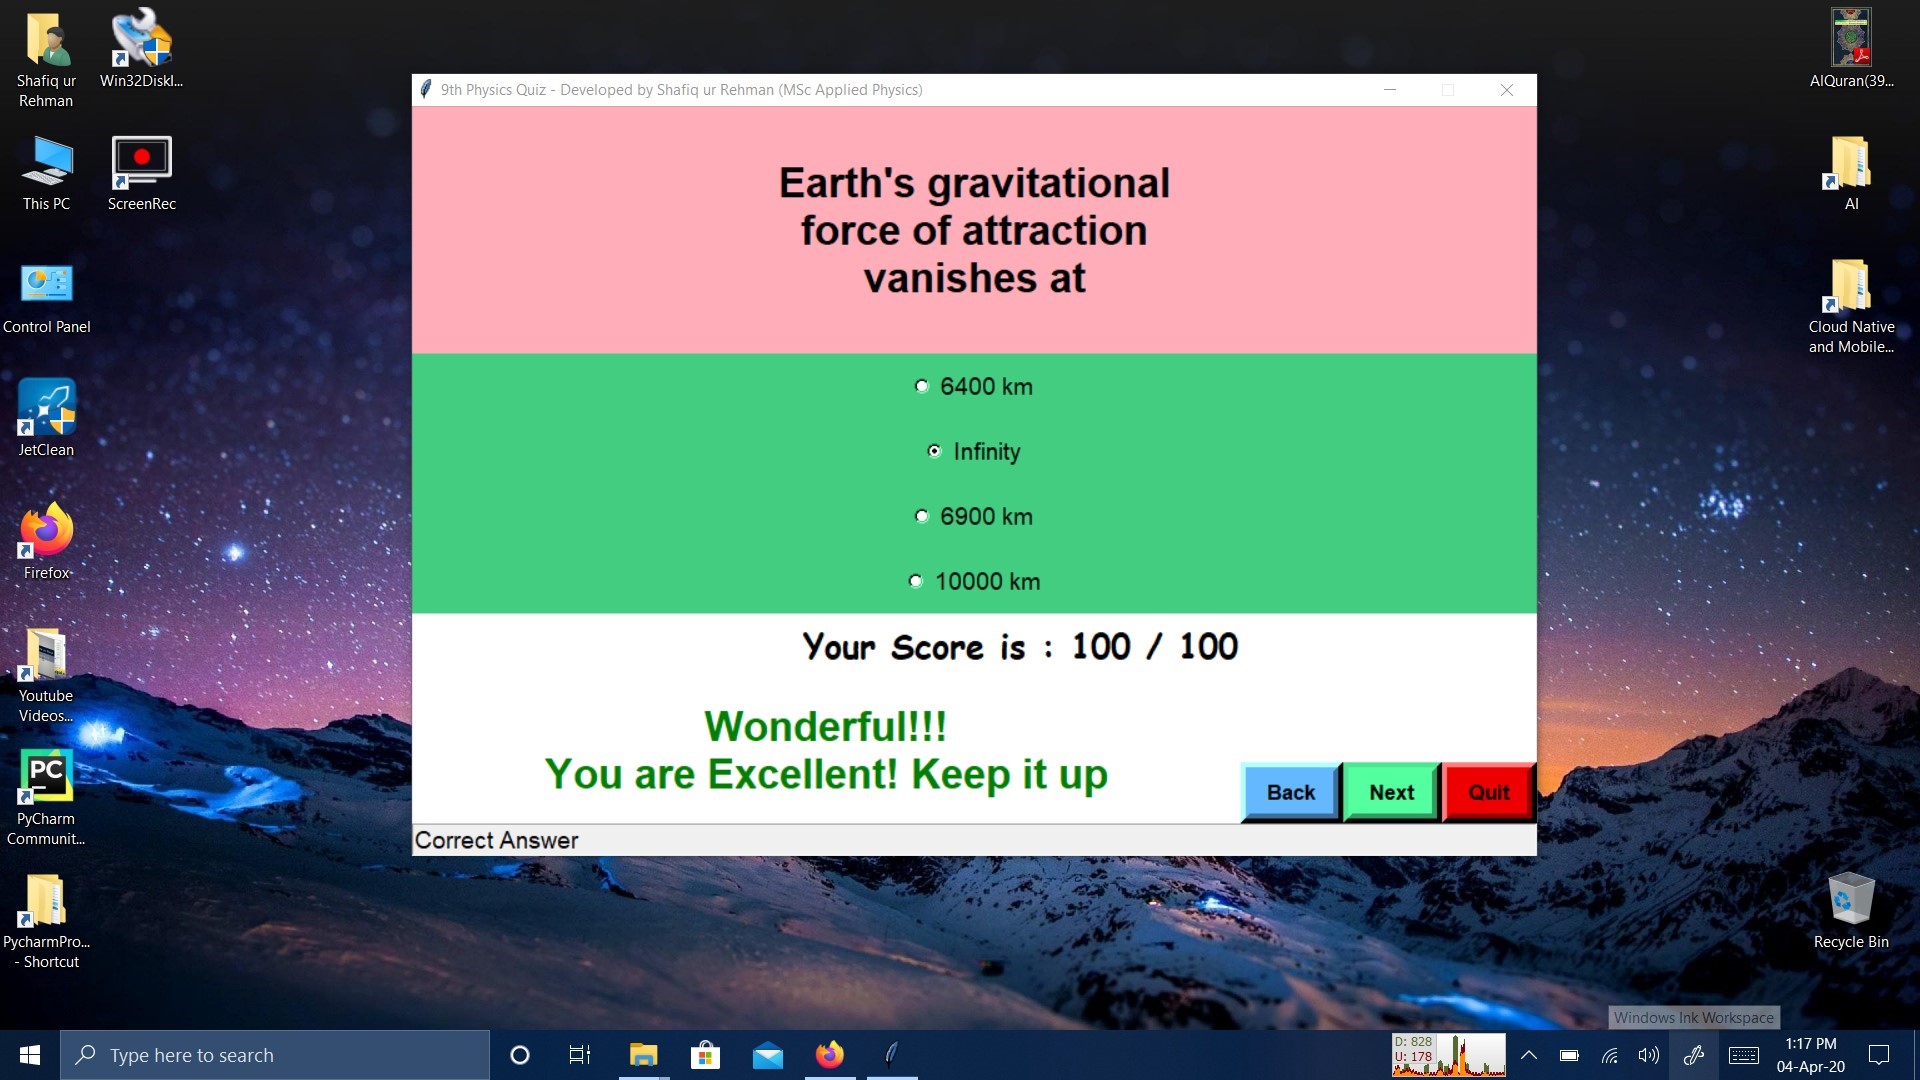 Shafiq ur
Rehman
Win32DiskI...
This PC
ScreenRec
Control Panel
JetClean
Firefox
Youtube
Videos...
PC
PyCharm
Communit...
PycharmPro...
- Shortcut
9th Physics Quiz - Developed by Shafiq ur Rehman (MSc Applied Physics)
Earth's gravitational
force of attraction
vanishes at
6400 km
Infinity
6900 km
10000 km
Your Score is : 100 / 100
Wonderful!!!
You are Excellent! Keep it up
Back Next Quit
Correct Answer
AlQuran(39...
AI
Cloud Native
and Mobile...
Recycle Bin
Windows Ink Workspace
Type here to search
D: 828
U: 178
1:17 PM
04-Apr-20